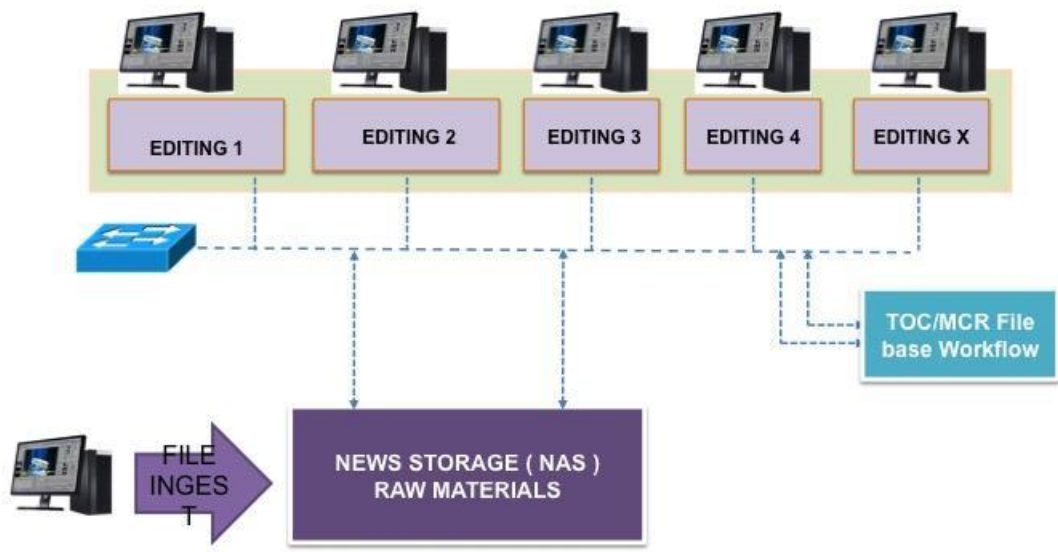 EDITING 1
EDITING 2
EDITING 3
EDITING 4
EDITING X
TOC/MCR File
base Workflow
FILE
INGES
T
NEWS STORAGE ( NAS )
RAW MATERIALS